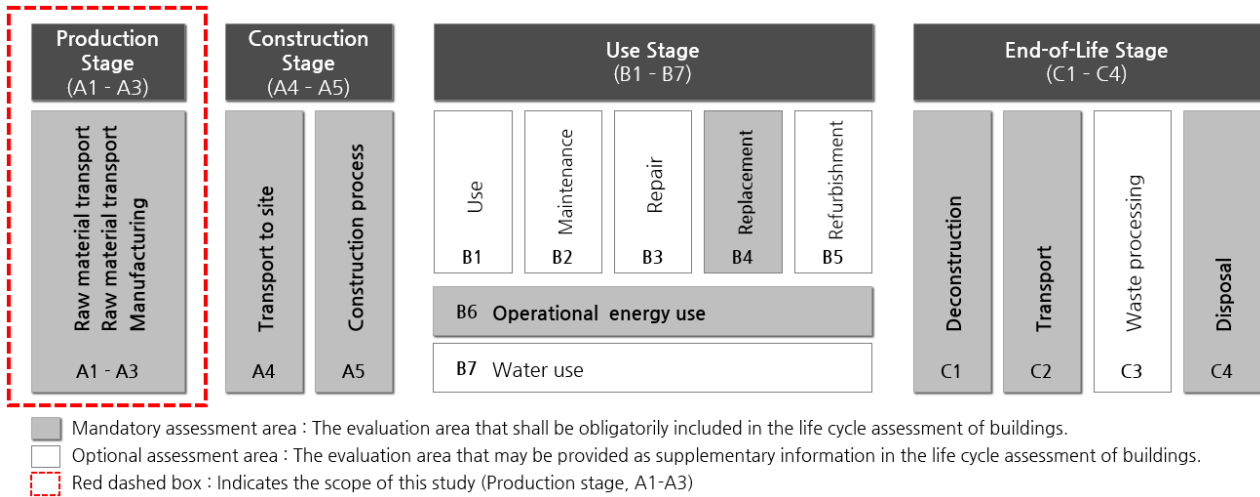 Production
Stage
(A1 - A3)
Construction
Stage
(A4 - A5)
Use Stage
(B1 - B7)
End-of-Life Stage
(C1 - C4)
Raw material transport
Raw material transport
Manufacturing
A1 - A3
Transport to site
A4
Construction process
A5
Use
B1
Maintenance
B2
Repair
B3
Replacement
B4
Refurbishment
B5
B6 Operational energy use
B7 Water use
Deconstruction
C1
Transport
C2
Waste processing
C3
Disposal
C4
Mandatory assessment area : The evaluation area that shall be obligatorily included in the life cycle assessment of buildings.
Optional assessment area : The evaluation area that may be provided as supplementary information in the life cycle assessment of buildings.
Red dashed box : Indicates the scope of this study (Production stage, A1-A3)